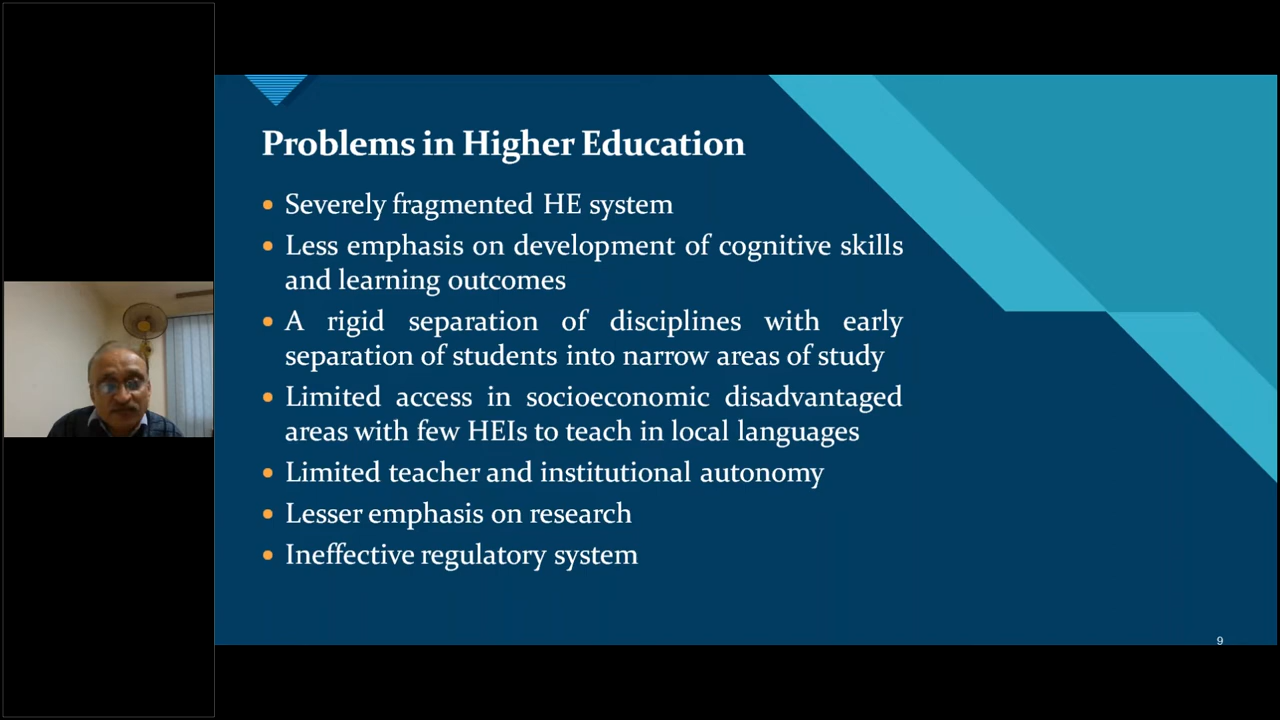 Problems in Higher Education
• Severely fragmented HE system
• Less emphasis on development of cognitive skills
and learning outcomes
• A rigid separation of disciplines with early
separation of students into narrow areas of study
• Limited access in socioeconomic disadvantaged
areas with few HEIs to teach in local languages
• Limited teacher and institutional autonomy
• Lesser emphasis on research
• Ineffective regulatory system
9